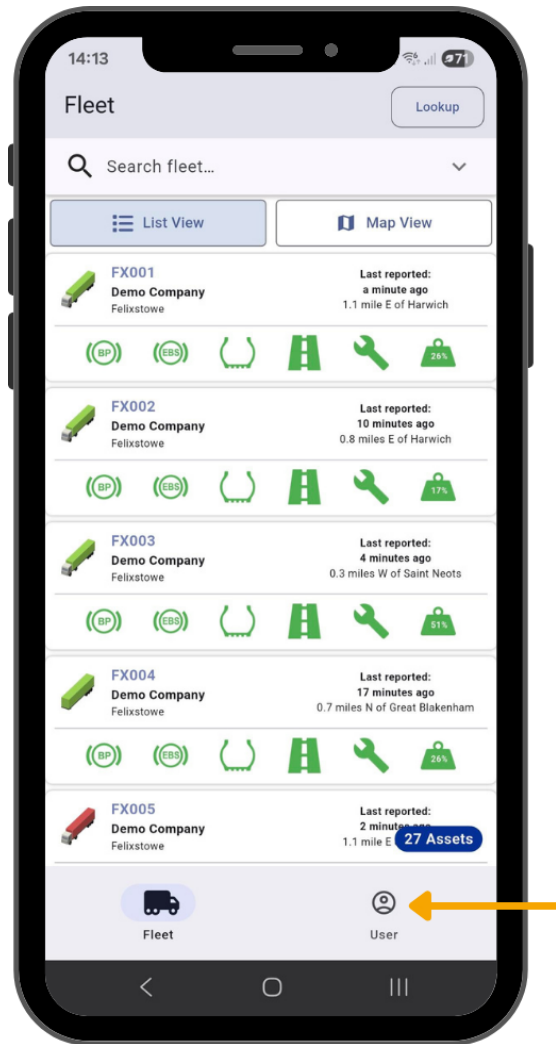 14:13
71
Fleet
Lookup
Search fleet...
List View
Map View
FX001
Demo Company
Felixstowe
Last reported:
a minute ago
1.1 mile E of Harwich
BP
EBS
26%
FX002
Demo Company
Felixstowe
Last reported:
10 minutes ago
0.8 miles E of Harwich
BP
EBS
17%
FX003
Demo Company
Felixstowe
Last reported:
4 minutes ago
0.3 miles W of Saint Neots
BP
EBS
51%
FX004
Demo Company
Felixstowe
Last reported:
17 minutes ago
0.7 miles N of Great Blakenham
BP
EBS
26%
FX005
Demo Company
Felixstowe
Last reported:
2 minutes ago
1.1 mile E
27 Assets
Fleet
User